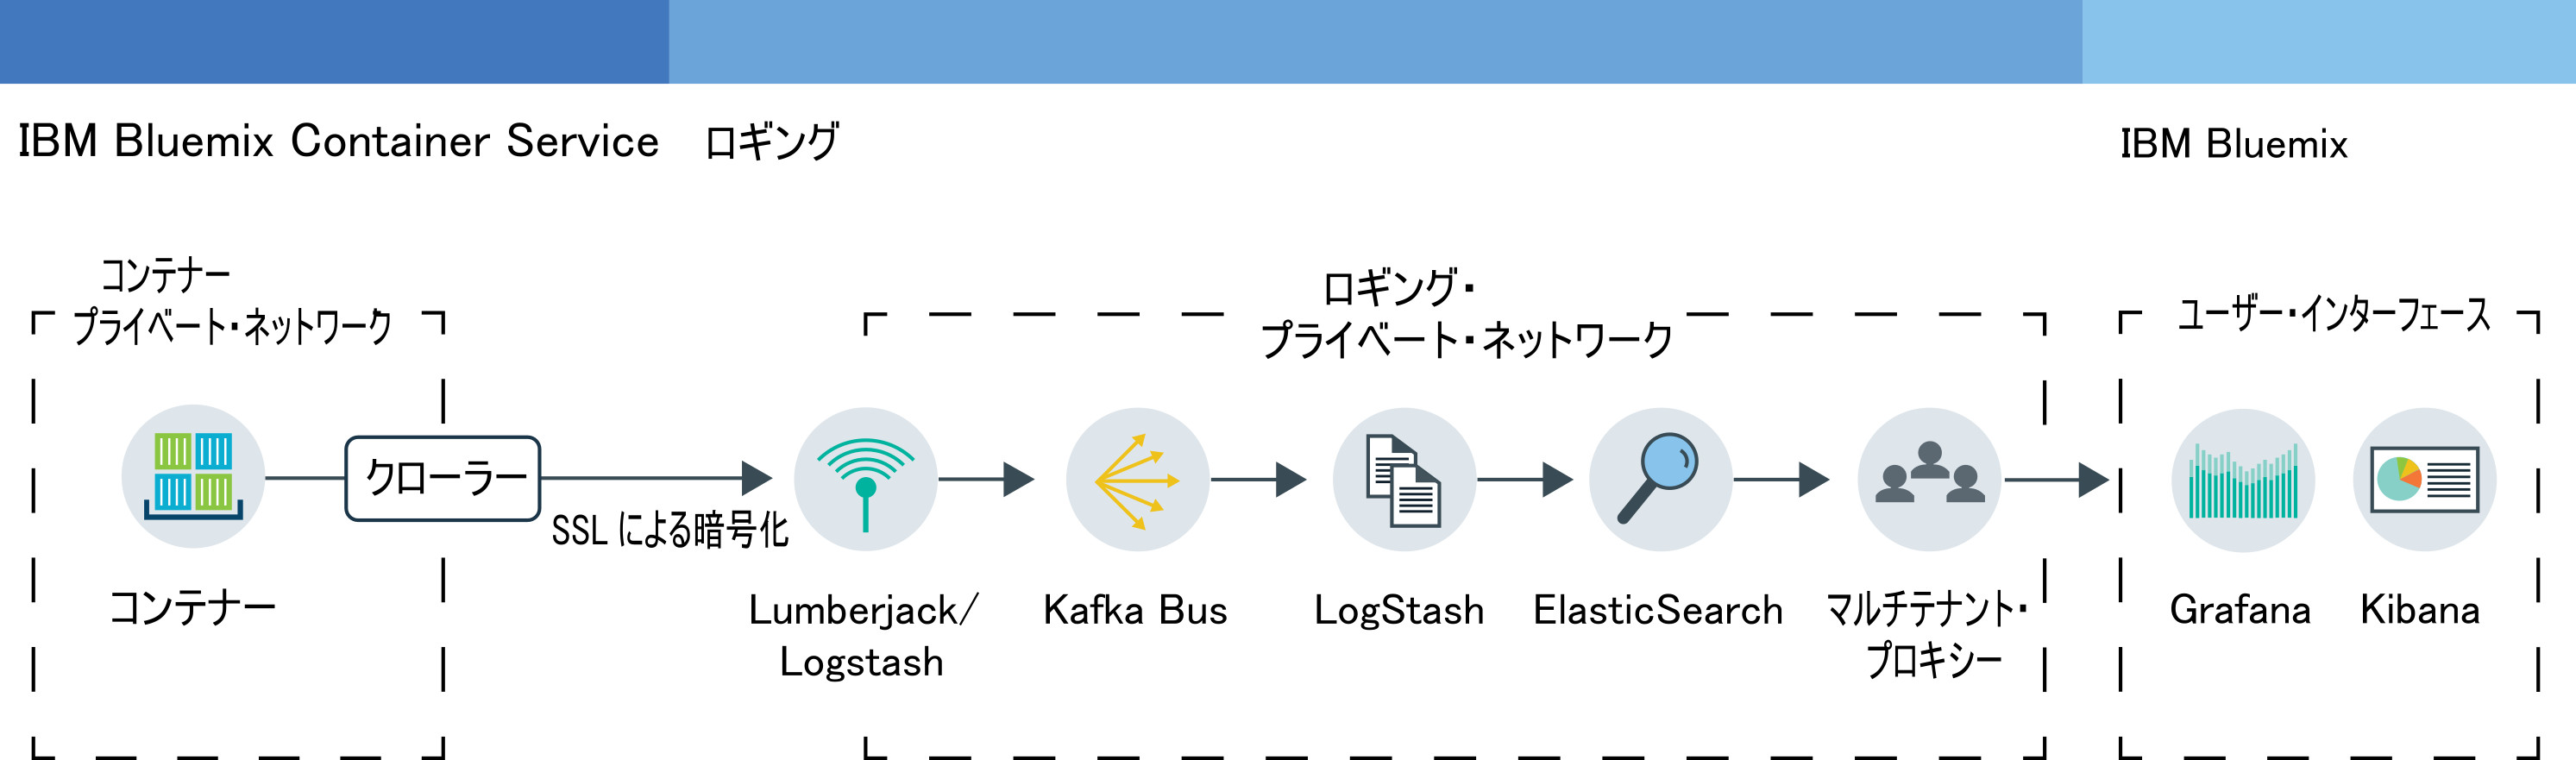 IBM Bluemix Container Service
ロギング
IBM Bluemix
コンテナー
プライベート・ネットワーク
ロギング・
プライベート・ネットワーク
ユーザー・インターフェース
クローラー
SSL による暗号化
コンテナー
Lumberjack/
Logstash
Kafka Bus
LogStash
ElasticSearch
マルチテナント・
プロキシー
Grafana
Kibana